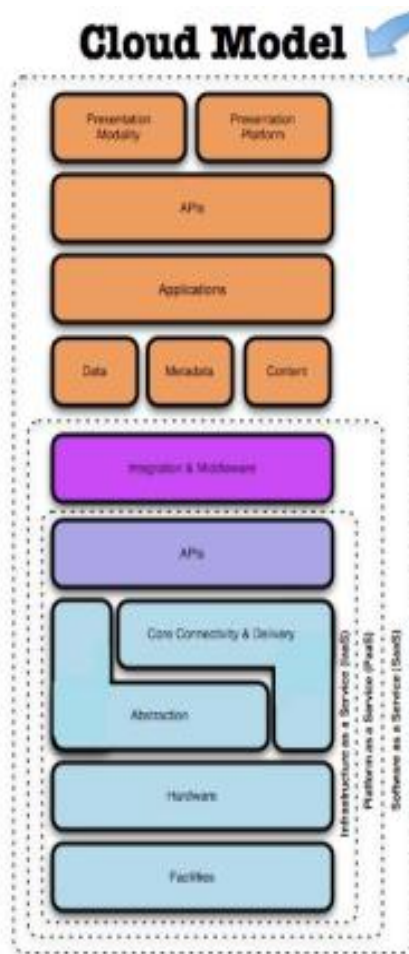 Cloud Model
Presentation
Modality
Presentation
Platform
APIs
Applications
Data
Metadata
Content
Integration & Middleware
APIs
Core Connectivity & Delivery
Abstraction
Hardware
Facilities
Infrastructure as a Service (IaaS)
Platform as a Service (PaaS)
Software as a Service (SaaS)